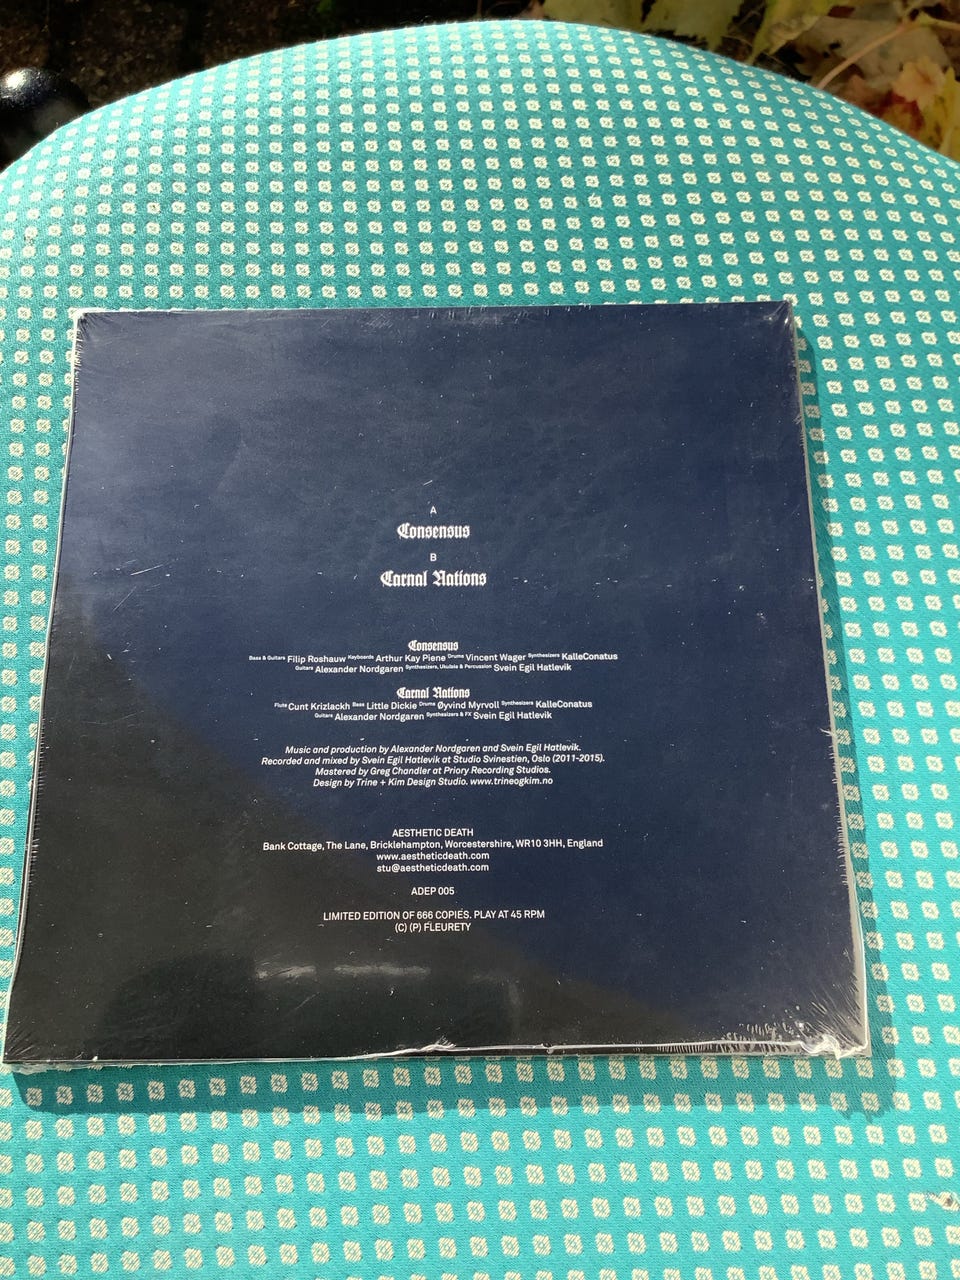 A
Consensus
B
Carnal Nations
Consensus
Bass & Guitars Filip Roshauw Keyboards Arthur Kay Piene Drums Vincent Wager Synthesizers KalleConatus
Guitars Alexander Nordgaren Synthesizers, Ukulele & Percussion Svein Egil Hatlevik
Carnal Nations
Flute Cunt Krizlackh Bass Little Dickie Drums Øyvind Myrvoll Synthesizers KalleConatus
Guitars Alexander Nordgaren Synthesizers & FX Svein Egil Hatlevik
Music and production by Alexander Nordgaren and Svein Egil Hatlevik.
Recorded and mixed by Svein Egil Hatlevik at Studio Svinestien, Oslo (2011-2015).
Mastered by Greg Chandler at Priory Recording Studios.
Design by Trine + Kim Design Studio. www.trineogkim.no
AESTHETIC DEATH
Bank Cottage, The Lane, Bricklehampton, Worcestershire, WR10 3HH, England
www.aestheticdeath.com
stu@aestheticdeath.com
ADEP 005
LIMITED EDITION OF 666 COPIES. PLAY AT 45 RPM
(C) (P) FLEURETY